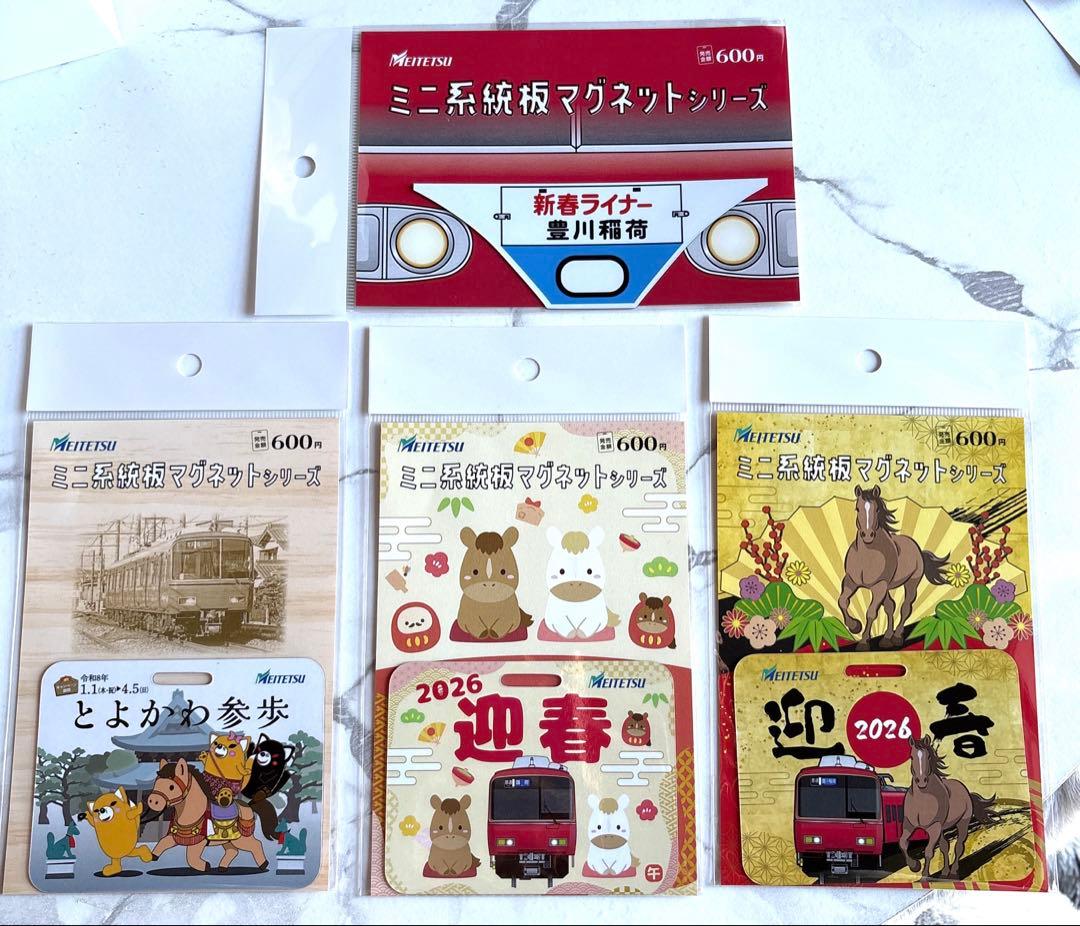 MEITETSU
発売金額 600円
ミニ系統板マグネットシリーズ
新春ライナー
豊川稲荷
MEITETSU
発売金額 600円
ミニ系統板マグネットシリーズ
令和8年
1.1(木・祝)▶4.5(日)
MEITETSU
とよかわ参歩
MEITETSU
発売金額 600円
ミニ系統板マグネットシリーズ
2026
MEITETSU
迎春
午
MEITETSU
発売金額 600円
ミニ系統板マグネットシリーズ
MEITETSU
迎 2026 春